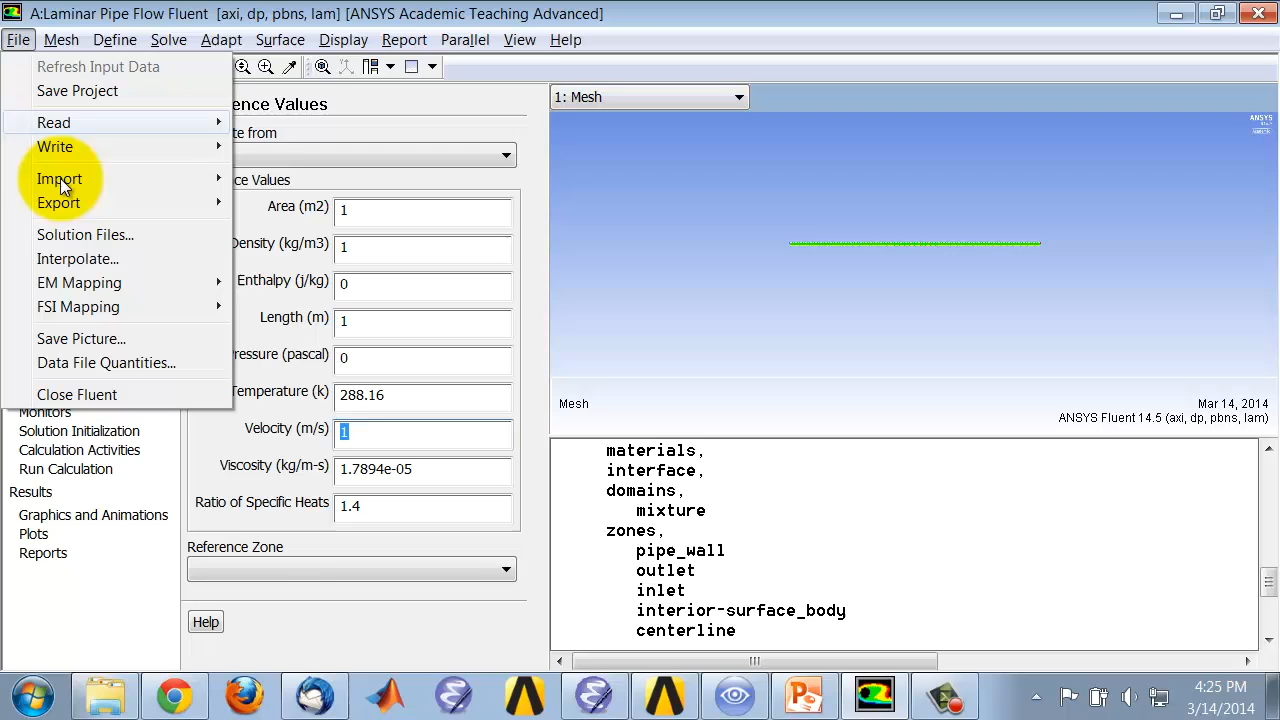 A:Laminar Pipe Flow Fluent [axi, dp, pbns, lam] [ANSYS Academic Teaching Advanced]
File Mesh Define Solve Adapt Surface Display Report Parallel View Help
Refresh Input Data
Save Project
Read
Write
Import
Export
Solution Files...
Interpolate...
EM Mapping
FSI Mapping
Save Picture...
Data File Quantities...
Close Fluent
Monitors
Solution Initialization
Calculation Activities
Run Calculation
Results
Graphics and Animations
Plots
Reports
ence Values
te from
ce Values
Area (m2) 1
Density (kg/m3) 1
Enthalpy (j/kg) 0
Length (m) 1
ressure (pascal) 0
Temperature (k) 288.16
Velocity (m/s) 1
Viscosity (kg/m-s) 1.7894e-05
Ratio of Specific Heats 1.4
Reference Zone
Help
1: Mesh
ANSYS
Mesh
Mar 14, 2014
ANSYS Fluent 14.5 (axi, dp, pbns, lam)
materials,
interface,
domains,
mixture
zones,
pipe_wall
outlet
inlet
interior-surface_body
centerline
4:25 PM
3/14/2014